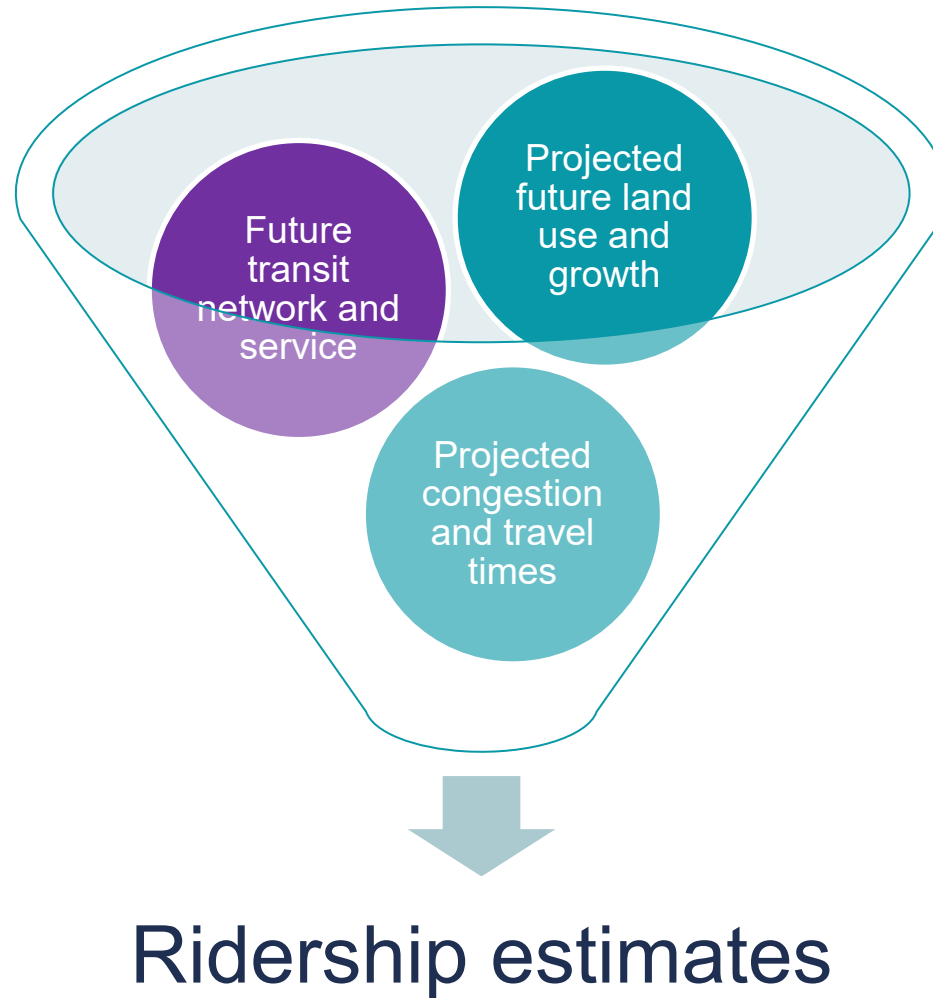 Projected
future land
use and
growth
Future
transit
network and
service
Projected
congestion
and travel
times
Ridership estimates